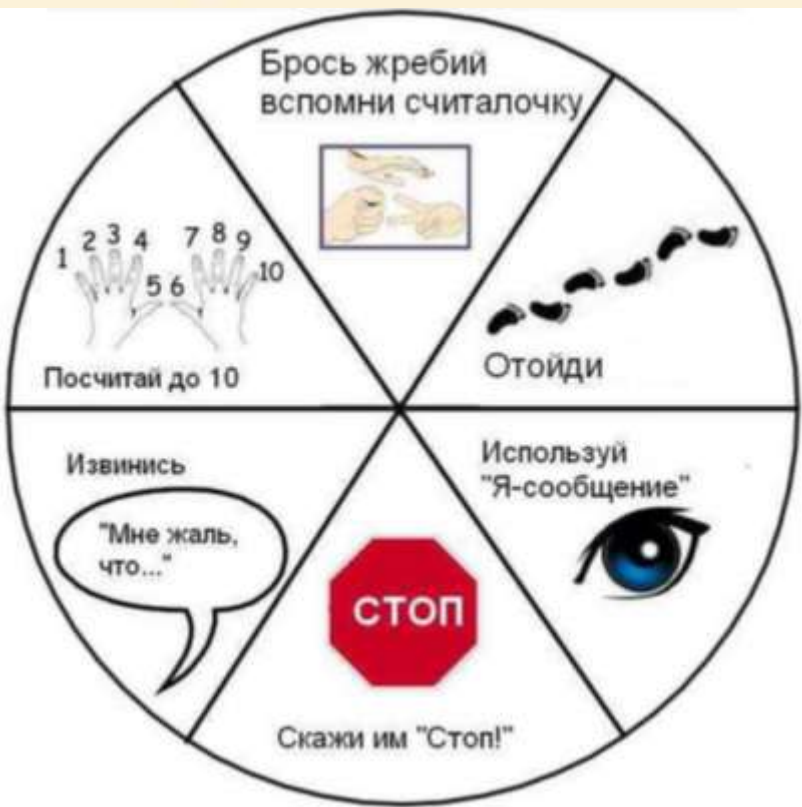 Брось жребий
вспомни считалочку
1 2 3 4 5 6 7 8 9 10
Посчитай до 10
Отойди
Извинись
"Мне жаль,
что..."
Используй
"Я-сообщение"
СТОП
Скажи им "Стоп!"